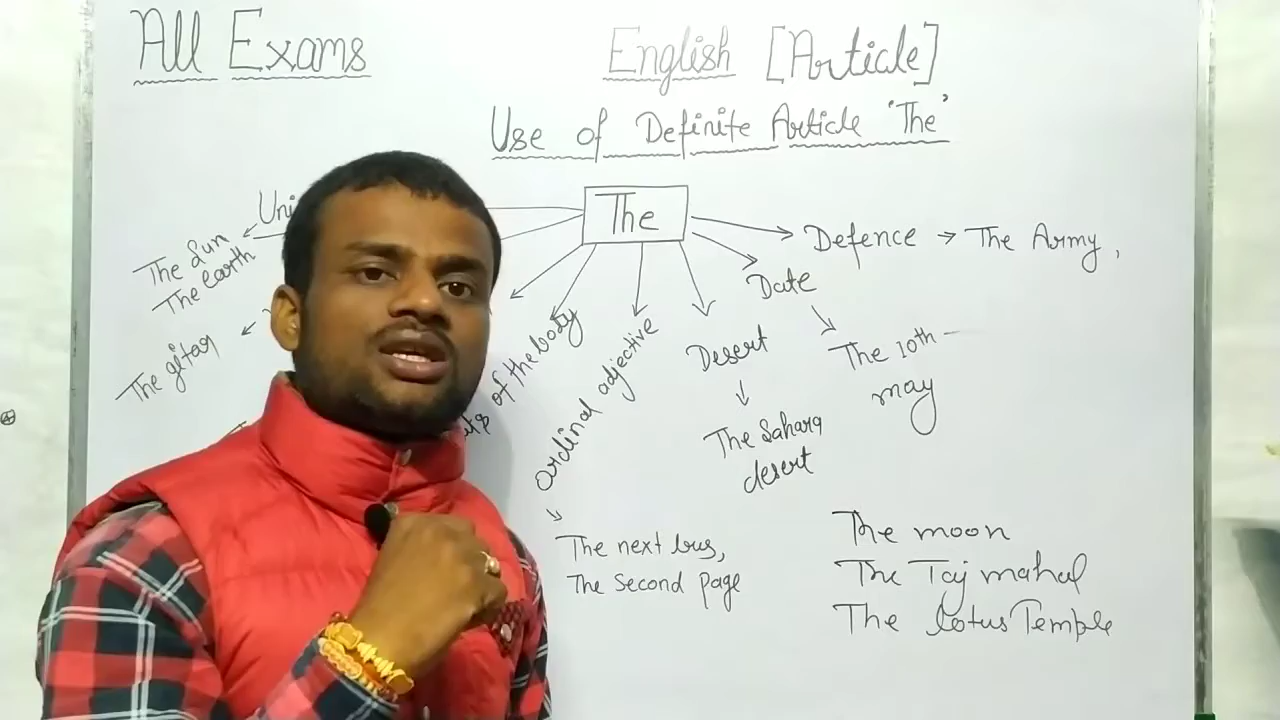 All Exams
English [Article]
Use of Definite Article 'The'
The
Uni
The Sun
The earth
The gitar
of the body
ordinal adjective
The next bus,
The Second page
Desert
The Sahara
desert
Date
The 10th -
may
Defence → The Army,
The moon
The Taj mahal
The lotus Temple